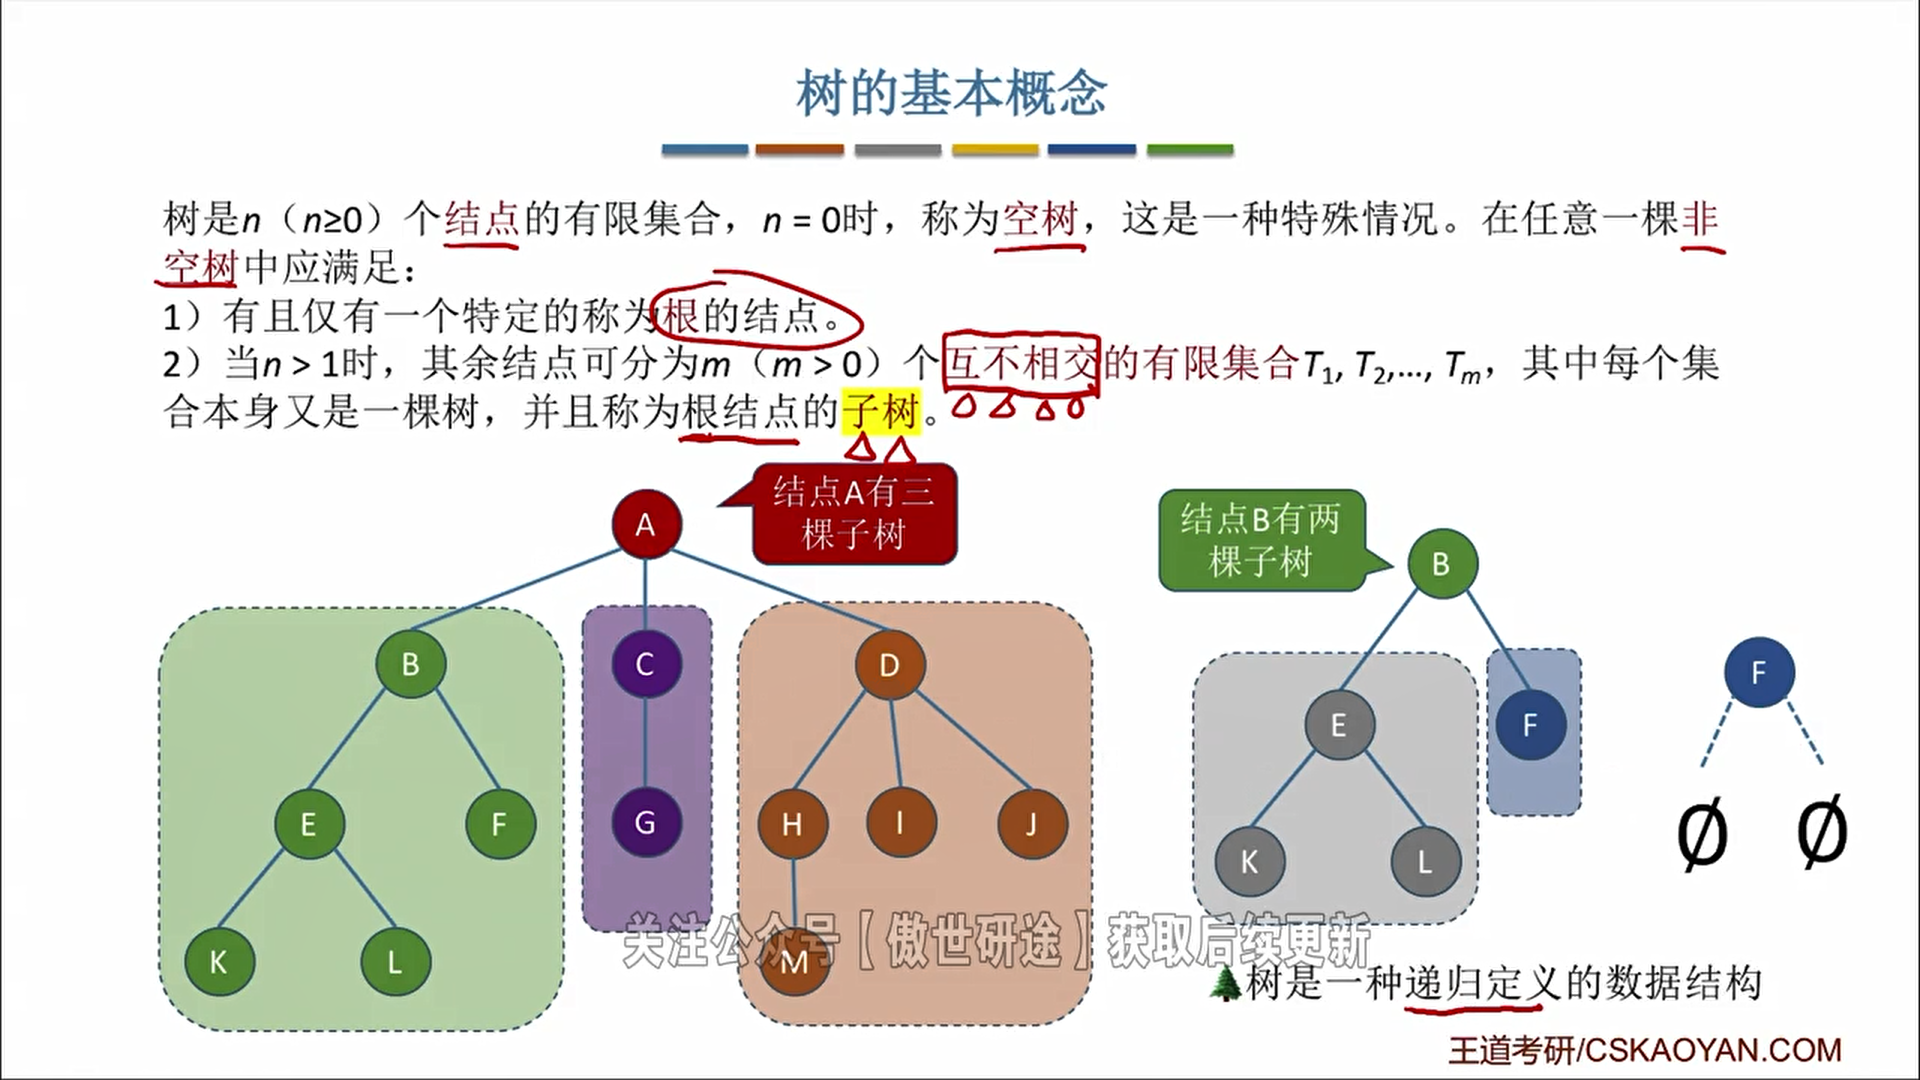 树的基本概念
树是n（n≥0）个结点的有限集合，n = 0时，称为空树，这是一种特殊情况。在任意一棵非
空树中应满足：
1）有且仅有一个特定的称为根的结点。
2）当n > 1时，其余结点可分为m（m > 0）个互不相交的有限集合T1, T2,…, Tm，其中每个集
合本身又是一棵树，并且称为根结点的子树。
结点A有三
棵子树
结点B有两
棵子树
A
B
B
C
D
F
E
F
E
F
G
H
I
J
K
L
Ø
Ø
K
L
M
关注公众号【傲世研途】获取后续更新
树是一种递归定义的数据结构
王道考研/CSKAOYAN.COM